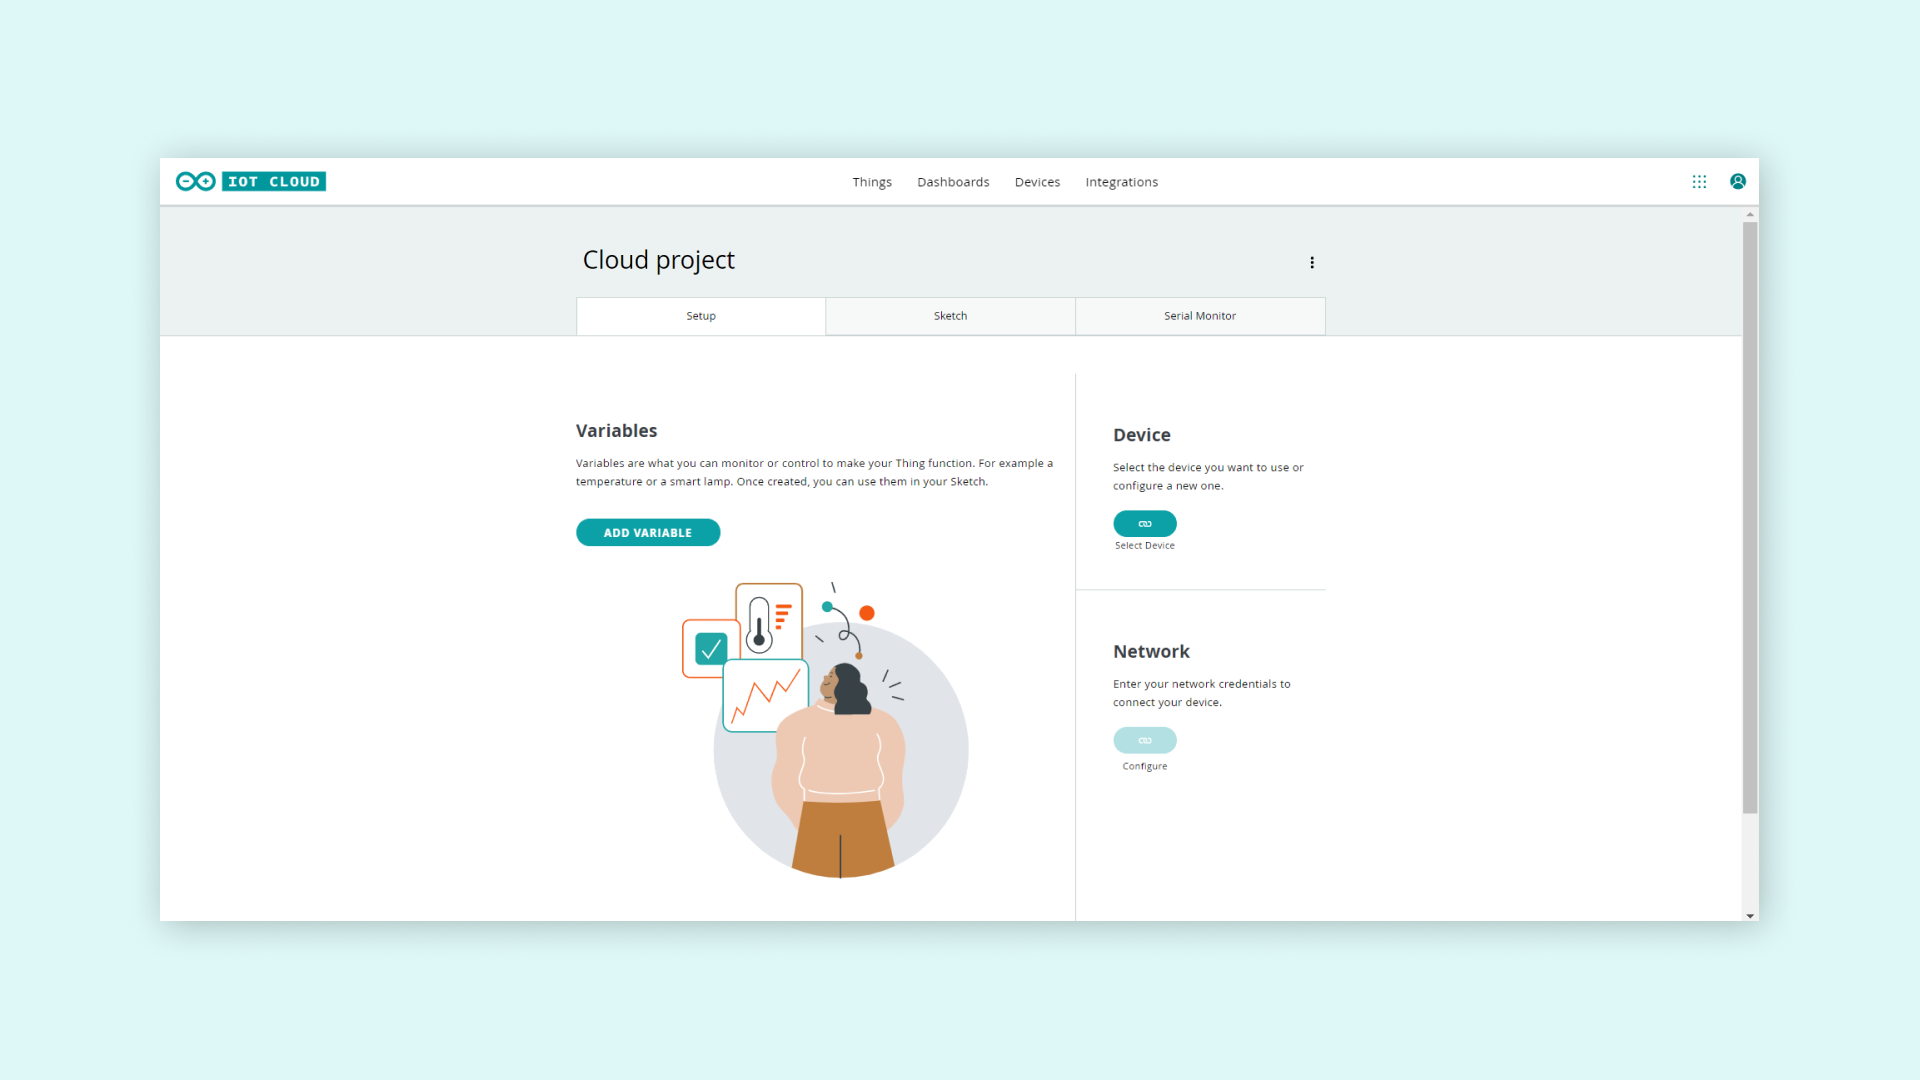 IOT CLOUD
Things
Dashboards
Devices
Integrations
Cloud project
Setup
Sketch
Serial Monitor
Variables
Variables are what you can monitor or control to make your Thing function. For example a
temperature or a smart lamp. Once created, you can use them in your Sketch.
ADD VARIABLE
Device
Select the device you want to use or
configure a new one.
Select Device
Network
Enter your network credentials to
connect your device.
Configure